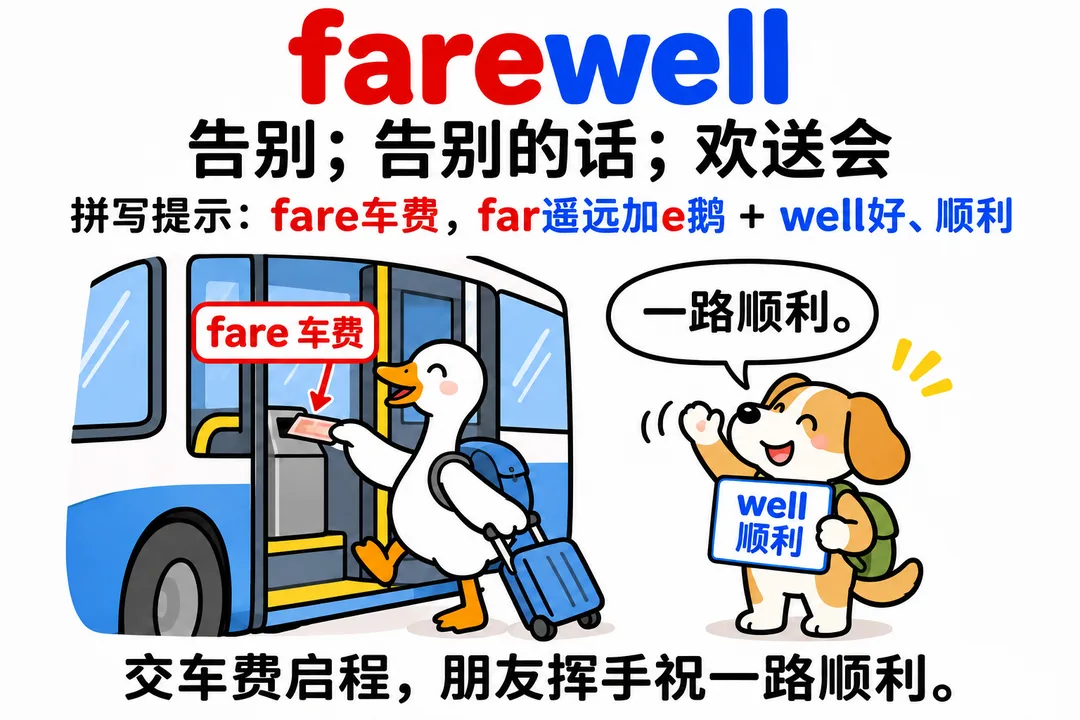 farewell
告别；告别的话；欢送会
拼写提示：fare车费，far遥远加e鹅 + well好、顺利
fare 车费
一路顺利。
well
顺利
交车费启程，朋友挥手祝一路顺利。